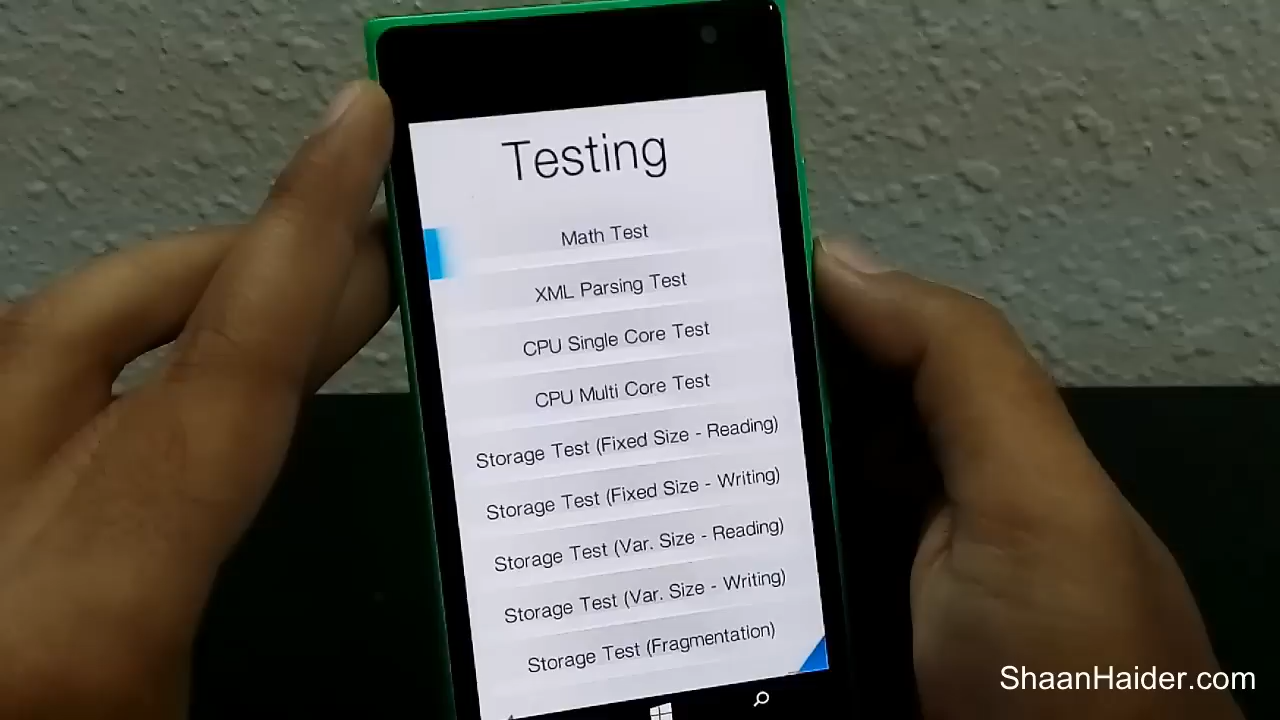 Testing
Math Test
XML Parsing Test
CPU Single Core Test
CPU Multi Core Test
Storage Test (Fixed Size - Reading)
Storage Test (Fixed Size - Writing)
Storage Test (Var. Size - Reading)
Storage Test (Var. Size - Writing)
Storage Test (Fragmentation)
ShaanHaider.com